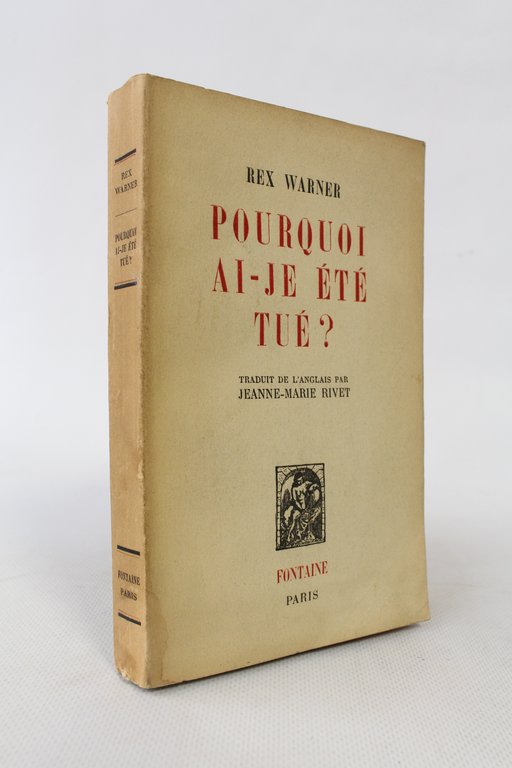 REX
WARNER
POURQUOI
AI-JE ÉTÉ
TUÉ ?
FONTAINE
PARIS
REX WARNER
POURQUOI
AI-JE ÉTÉ
TUÉ ?
TRADUIT DE L'ANGLAIS PAR
JEANNE-MARIE RIVET
FONTAINE
PARIS